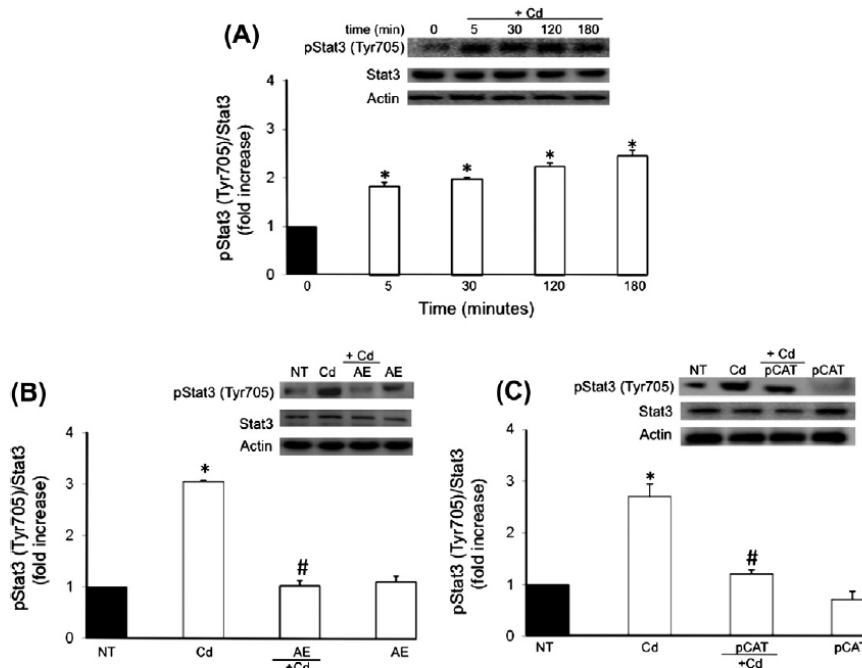 (A)
+ Cd
time (min) 0 5 30 120 180
pStat3 (Tyr705)
Stat3
Actin
pStat3 (Tyr705)/Stat3
(fold increase)
4
3
2
1
0
* * * *
0 5 30 120 180
Time (minutes)
(B)
+ Cd
NT Cd AE AE
pStat3 (Tyr705)
Stat3
Actin
pStat3 (Tyr705)/Stat3
(fold increase)
4
3
2
1
0
* #
NT Cd AE AE
+Cd
(C)
+ Cd
NT Cd pCAT pCAT
pStat3 (Tyr705)
Stat3
Actin
pStat3 (Tyr705)/Stat3
(fold increase)
4
3
2
1
0
* #
NT Cd pCAT pCAT
+Cd